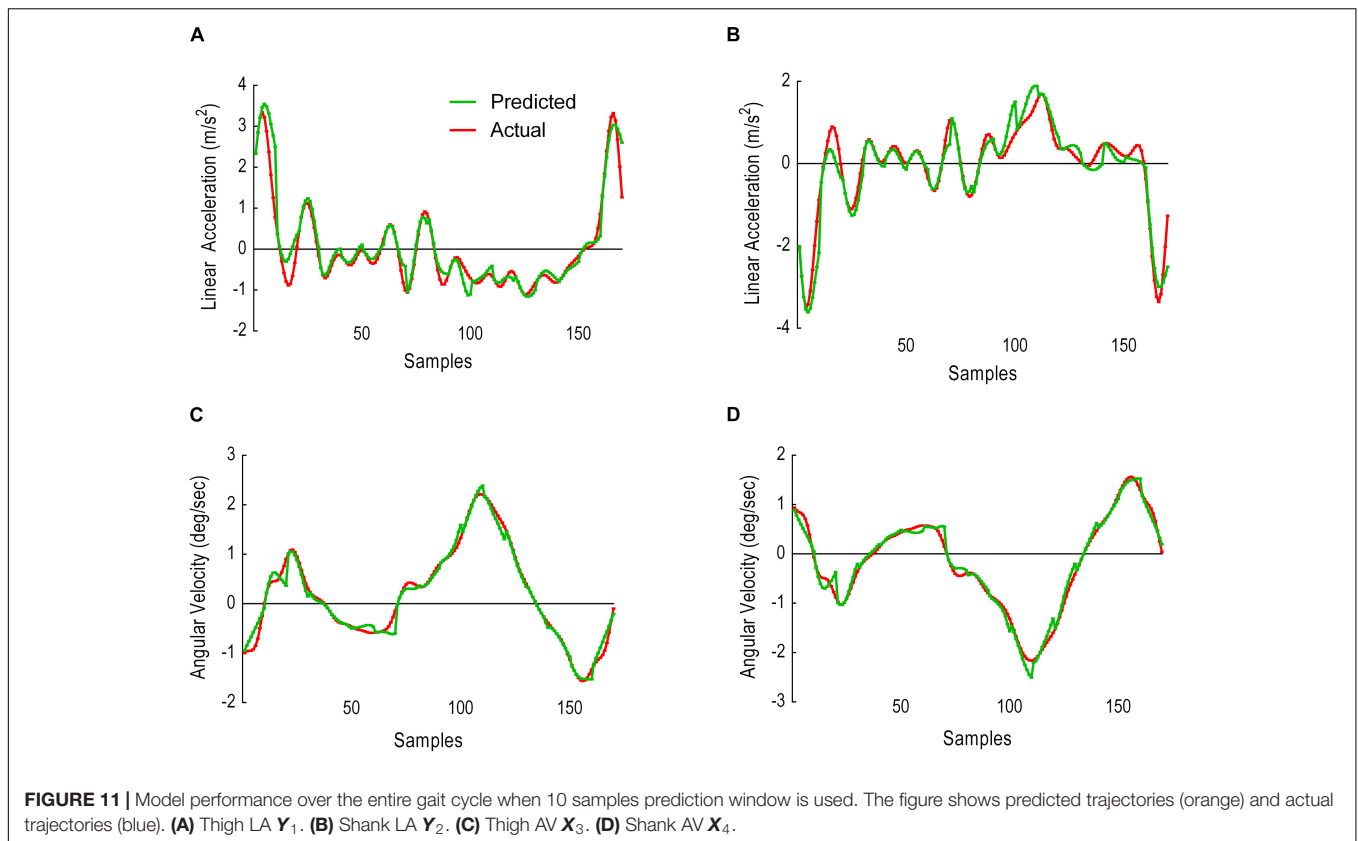 A
Linear Acceleration (m/s²)
4
3
2
1
0
-1
-2
50
100
150
Samples
Predicted
Actual
B
Linear Acceleration (m/s²)
2
0
-2
-4
50
100
150
Samples
C
Angular Velocity (deg/sec)
3
2
1
0
-1
-2
50
100
150
Samples
D
Angular Velocity (deg/sec)
2
1
0
-1
-2
-3
50
100
150
Samples
FIGURE 11 | Model performance over the entire gait cycle when 10 samples prediction window is used. The figure shows predicted trajectories (orange) and actual
trajectories (blue). (A) Thigh LA Y₁. (B) Shank LA Y₂. (C) Thigh AV X₃. (D) Shank AV X₄.